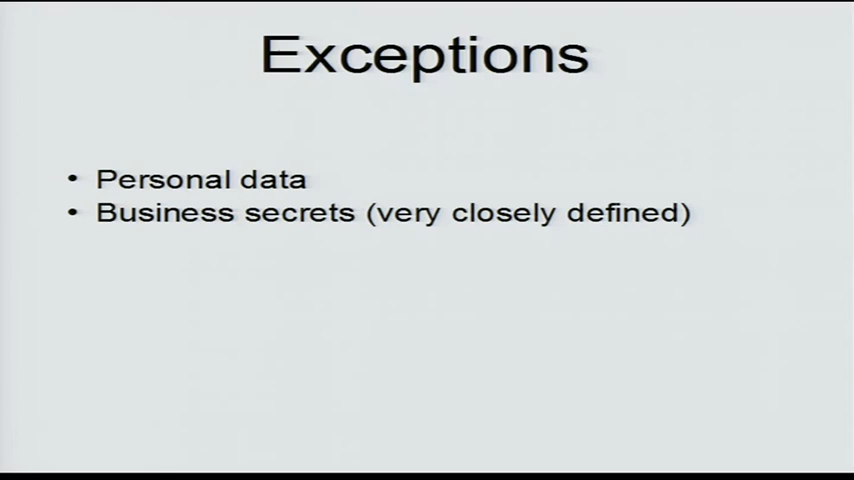 Exceptions
• Personal data
• Business secrets (very closely defined)